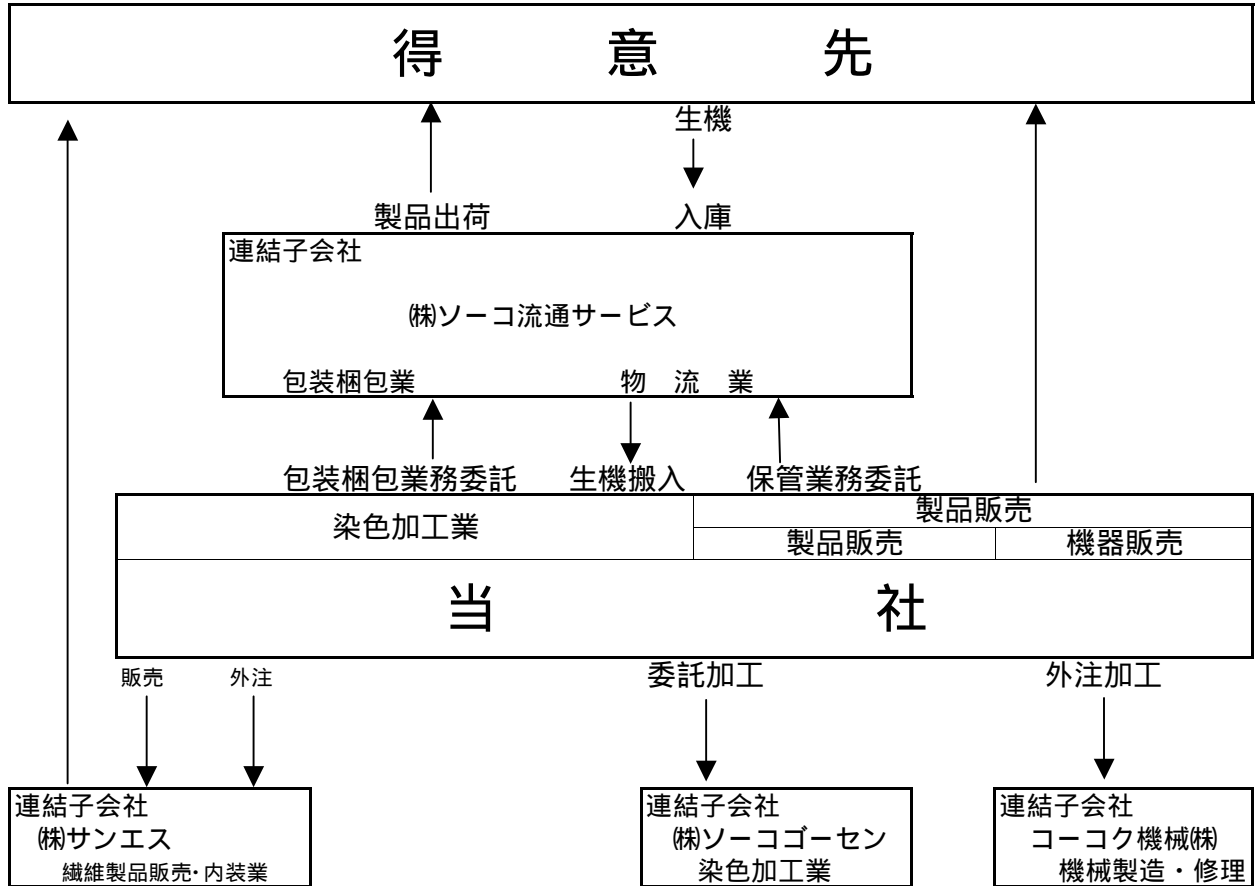 得意先
生機
製品出荷 入庫
連結子会社
㈱ソーコ流通サービス
包装梱包業 物流業
包装梱包業務委託 生機搬入 保管業務委託
染色加工業 製品販売
製品販売 機器販売
当社
販売 外注 委託加工 外注加工
連結子会社
㈱サンエス
繊維製品販売・内装業
連結子会社
㈱ソーコゴーセン
染色加工業
連結子会社
コーコク機械㈱
機械製造・修理